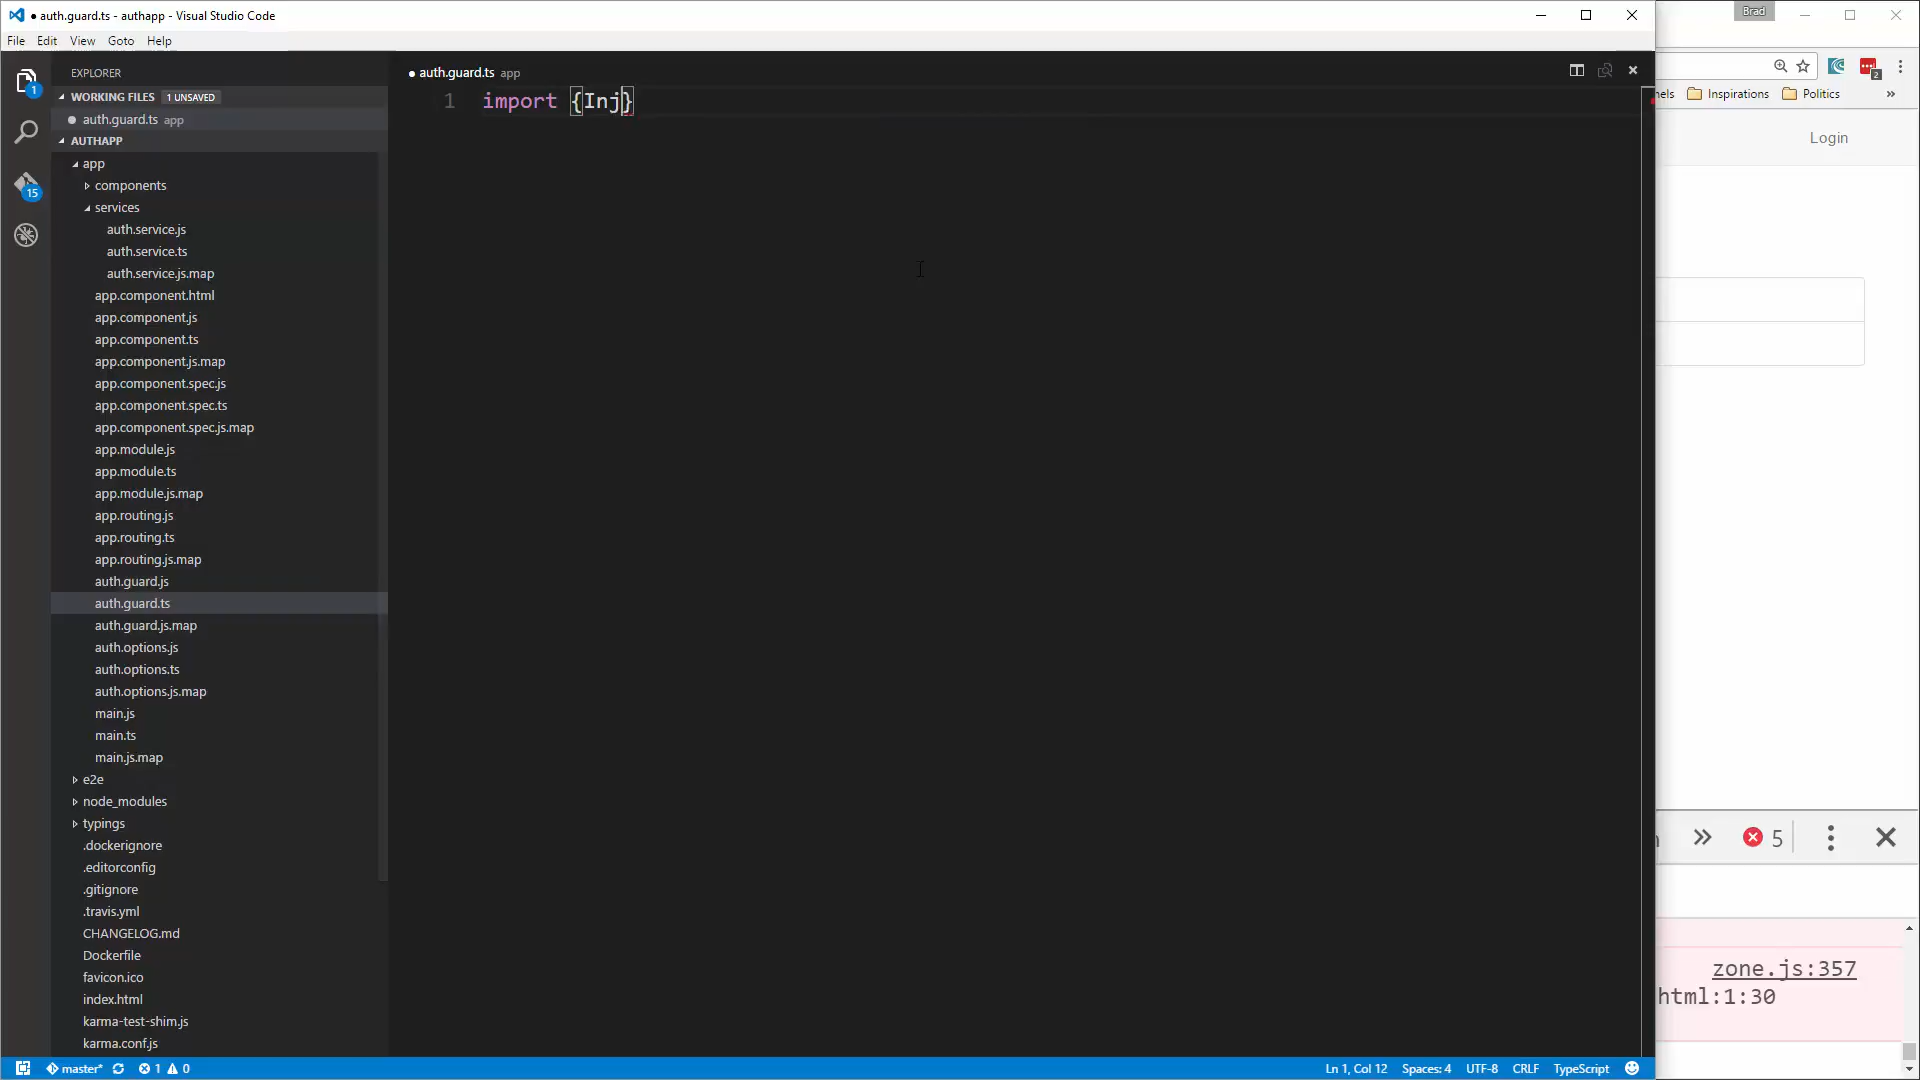 ● auth.guard.ts - authapp - Visual Studio Code
Brad
File Edit View Goto Help
EXPLORER
● auth.guard.ts app
WORKING FILES 1 UNSAVED
Inspirations Politics »
1 import {Inj}
● auth.guard.ts app
AUTHAPP
Login
app
components
services
auth.service.js
auth.service.ts
auth.service.js.map
app.component.html
app.component.js
app.component.ts
app.component.js.map
app.component.spec.js
app.component.spec.ts
app.component.spec.js.map
app.module.js
app.module.ts
app.module.js.map
app.routing.js
app.routing.ts
app.routing.js.map
auth.guard.js
auth.guard.ts
auth.guard.js.map
auth.options.js
auth.options.ts
auth.options.js.map
main.js
main.ts
main.js.map
e2e
node_modules
typings
.dockerignore
.editorconfig
.gitignore
.travis.yml
CHANGELOG.md
Dockerfile
favicon.ico
index.html
karma-test-shim.js
karma.conf.js
1
15
2
5
zone.js:357
html:1:30
master* 1 0
Ln 1, Col 12 Spaces: 4 UTF-8 CRLF TypeScript